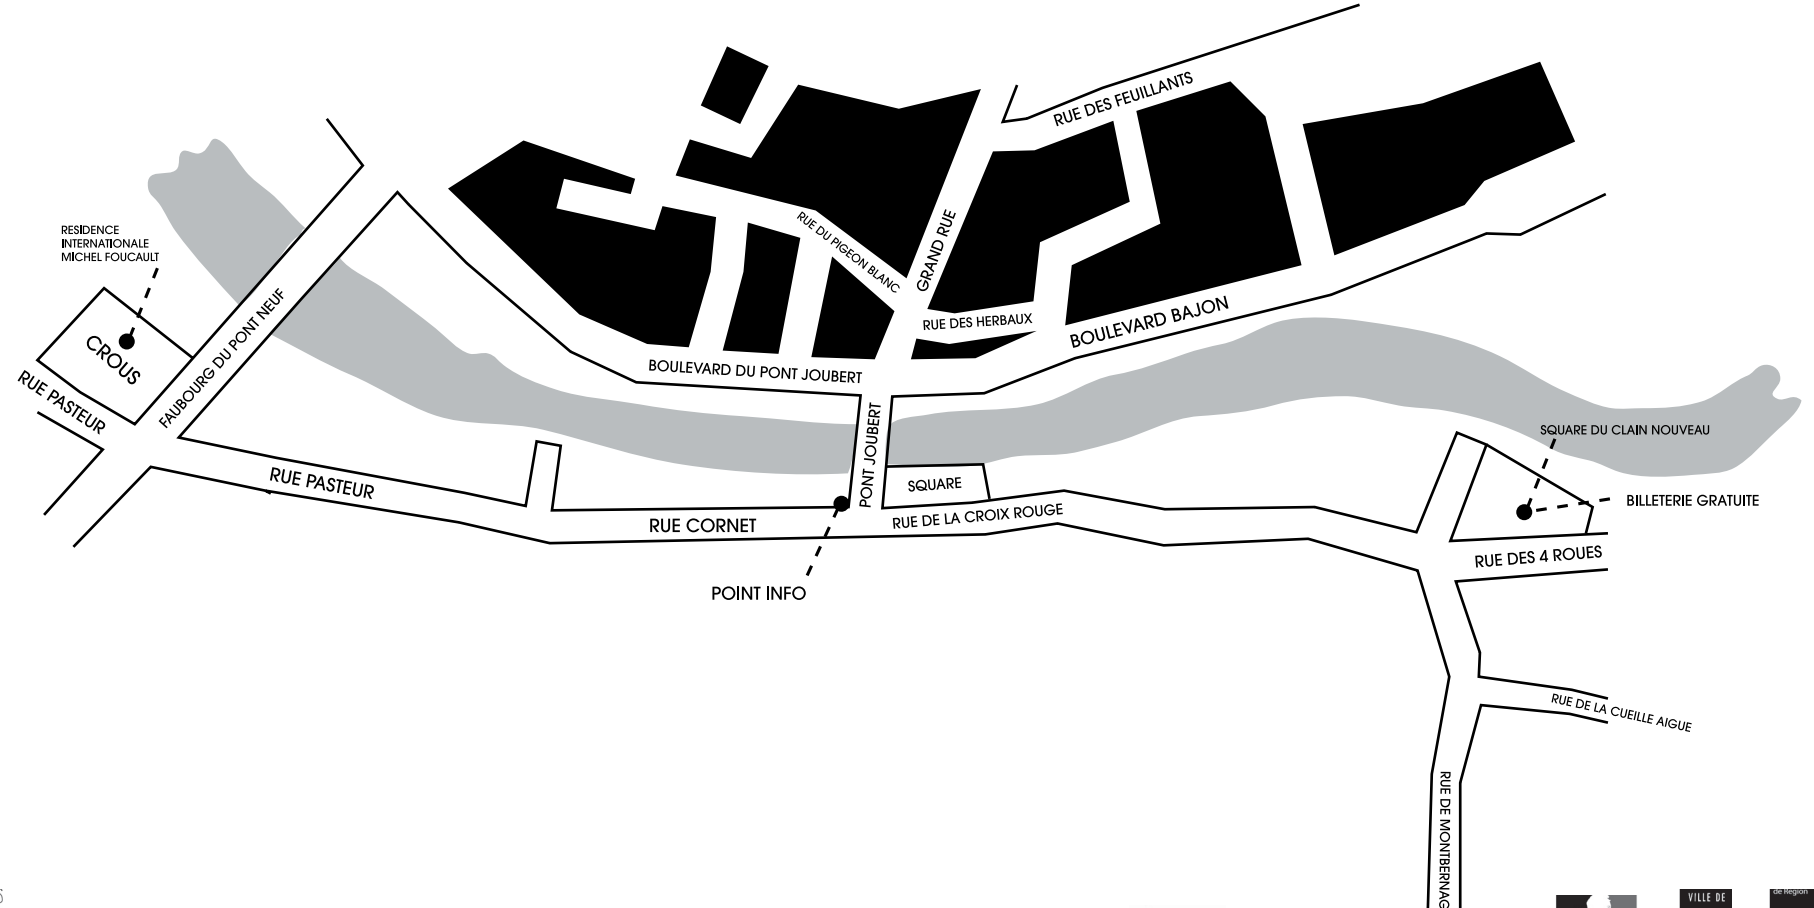 RUE DES FEUILLANTS
RESIDENCE
INTERNATIONALE
MICHEL FOUCAULT
RUE DU PIGEON BLANC
GRAND RUE
CROUS
FAUBOURG DU PONT NEUF
RUE DES HERBAUX
BOULEVARD BAJON
RUE PASTEUR
BOULEVARD DU PONT JOUBERT
PONT JOUBERT
SQUARE DU CLAIN NOUVEAU
RUE PASTEUR
SQUARE
BILLETERIE GRATUITE
RUE CORNET
RUE DE LA CROIX ROUGE
RUE DES 4 ROUES
POINT INFO
RUE DE LA CUEILLE AIGUE
RUE DE MONTBERNAG
VILLE DE
de Région